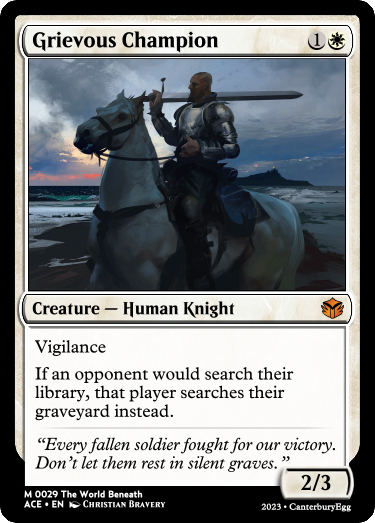 Grievous Champion 1
Creature — Human Knight
Vigilance
If an opponent would search their
library, that player searches their
graveyard instead.
“Every fallen soldier fought for our victory.
Don’t let them rest in silent graves.”
2/3
M 0029 The World Beneath
ACE • EN Christian Bravery
2023 • CanterburyEgg